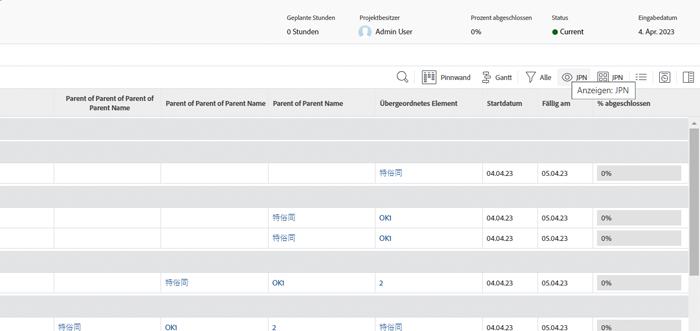 Geplante Stunden Projektbesitzer Prozent abgeschlossen Status Eingabedatum
0 Stunden Admin User 0% Current 4. Apr. 2023
Pinnwand Gantt Alle JPN JPN
Anzeigen: JPN
Parent of Parent of Parent of Parent Name Parent of Parent of Parent Name Parent of Parent Name Übergeordnetes Element Startdatum Fällig am % abgeschlossen
特俗同 04.04.23 05.04.23 0%
特俗同 OK1 04.04.23 05.04.23 0%
特俗同 OK1 04.04.23 05.04.23 0%
特俗同 OK1 2 04.04.23 05.04.23 0%
特俗同 OK1 2 特俗同 04.04.23 05.04.23 0%